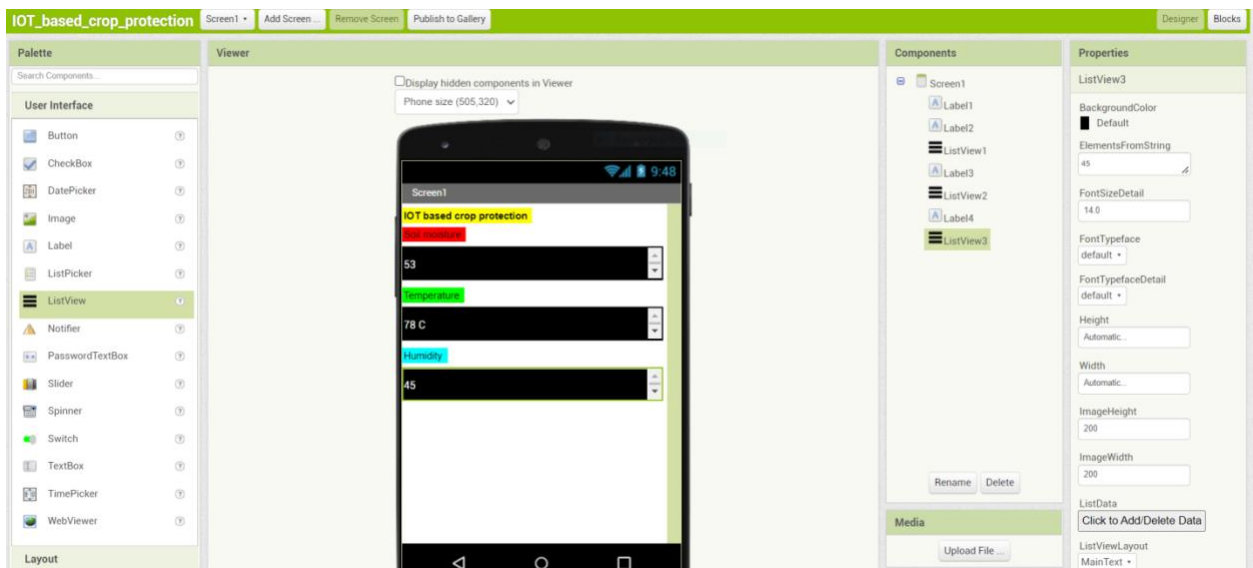 IOT_based_crop_protection Screen1 Add Screen ... Remove Screen Publish to Gallery Designer Blocks
Palette
Search Components...
User Interface
Button
CheckBox
DatePicker
Image
Label
ListPicker
ListView
Notifier
PasswordTextBox
Slider
Spinner
Switch
TextBox
TimePicker
WebViewer
Layout
Viewer
Display hidden components in Viewer
Phone size (505,320)
9:48
Screen1
IOT based crop protection
Soil moisture
53
Temperature
78 C
Humidity
45
Components
Screen1
Label1
Label2
ListView1
Label3
ListView2
Label4
ListView3
Rename Delete
Media
Upload File ...
Properties
ListView3
BackgroundColor
Default
ElementsFromString
45
FontSizeDetail
14.0
FontTypeface
default
FontTypefaceDetail
default
Height
Automatic...
Width
Automatic...
ImageHeight
200
ImageWidth
200
ListData
Click to Add/Delete Data
ListViewLayout
MainText